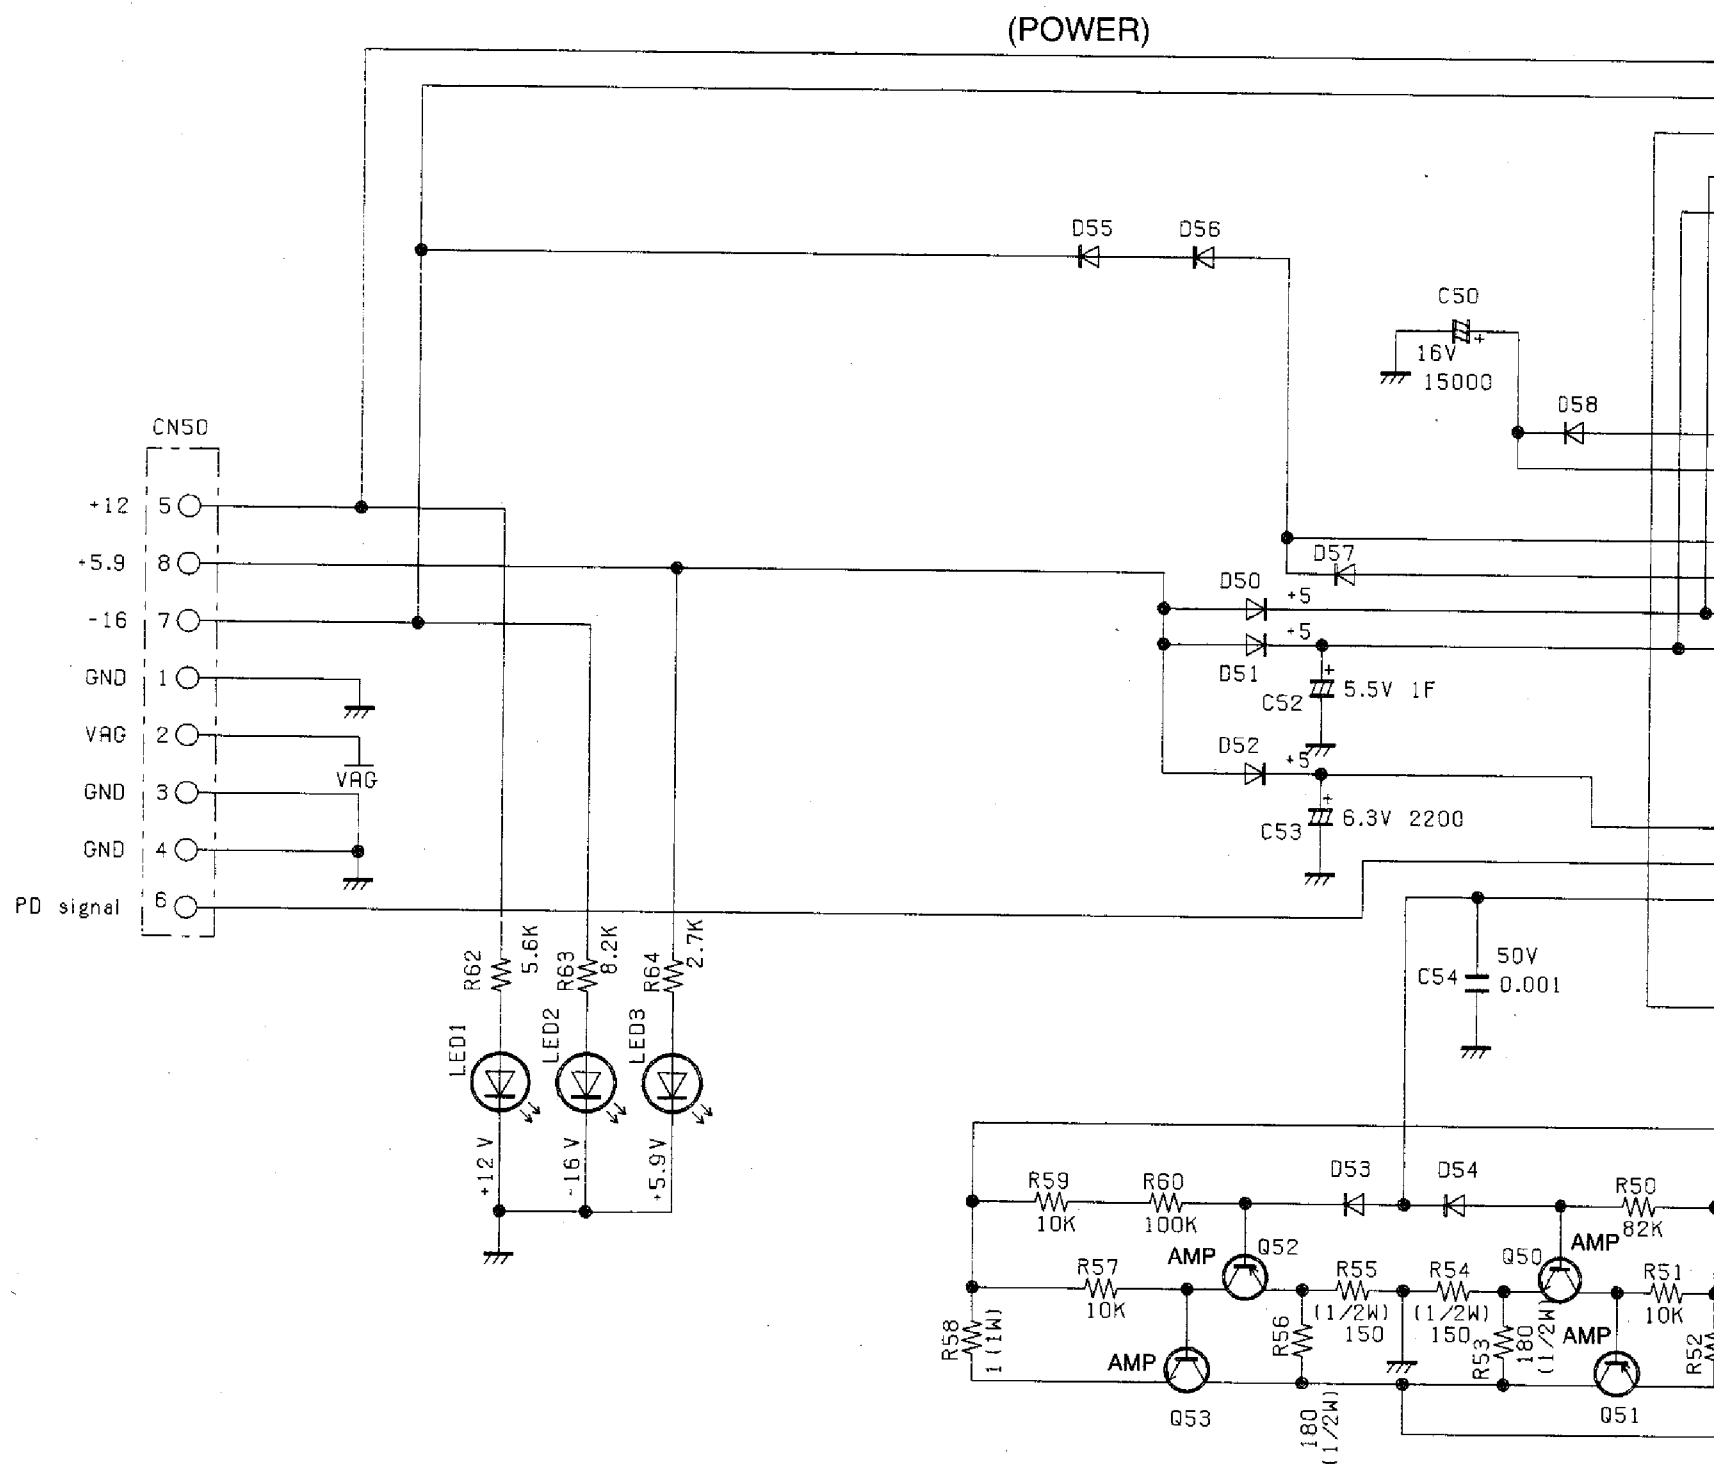 (POWER)
D55
D56
C50
+
16V
15000
D58
CN50
+12
5
+5.9
8
-16
7
GND
1
VAG
2
VAG
GND
3
GND
4
PD signal
6
D57
D50
+5
+5
D51
+
C52
5.5V 1F
D52
+5
+
C53
6.3V 2200
50V
C54
0.001
R62
5.6K
R63
8.2K
R64
2.7K
LED1
LED2
LED3
+12V
-16V
+5.9V
R59
10K
R60
100K
D53
D54
R50
82K
AMP
Q52
Q50
AMP
R57
10K
R55
(1/2W)
150
R54
(1/2W)
150
R51
10K
R58
1(1W)
R56
180
(1/2W)
R53
180
(1/2W)
AMP
R52
AMP
Q53
Q51